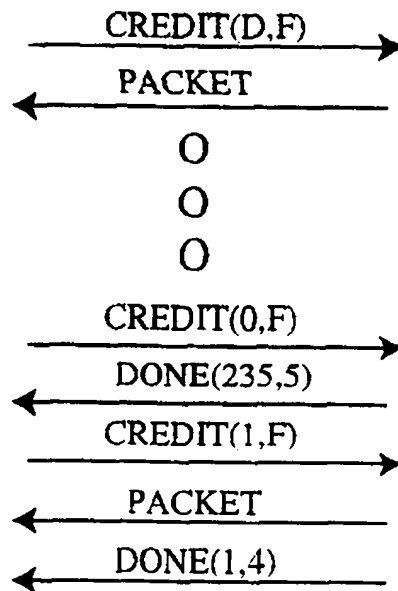 CREDIT(D,F)
PACKET
O
O
O
CREDIT(0,F)
DONE(235,5)
CREDIT(1,F)
PACKET
DONE(1,4)